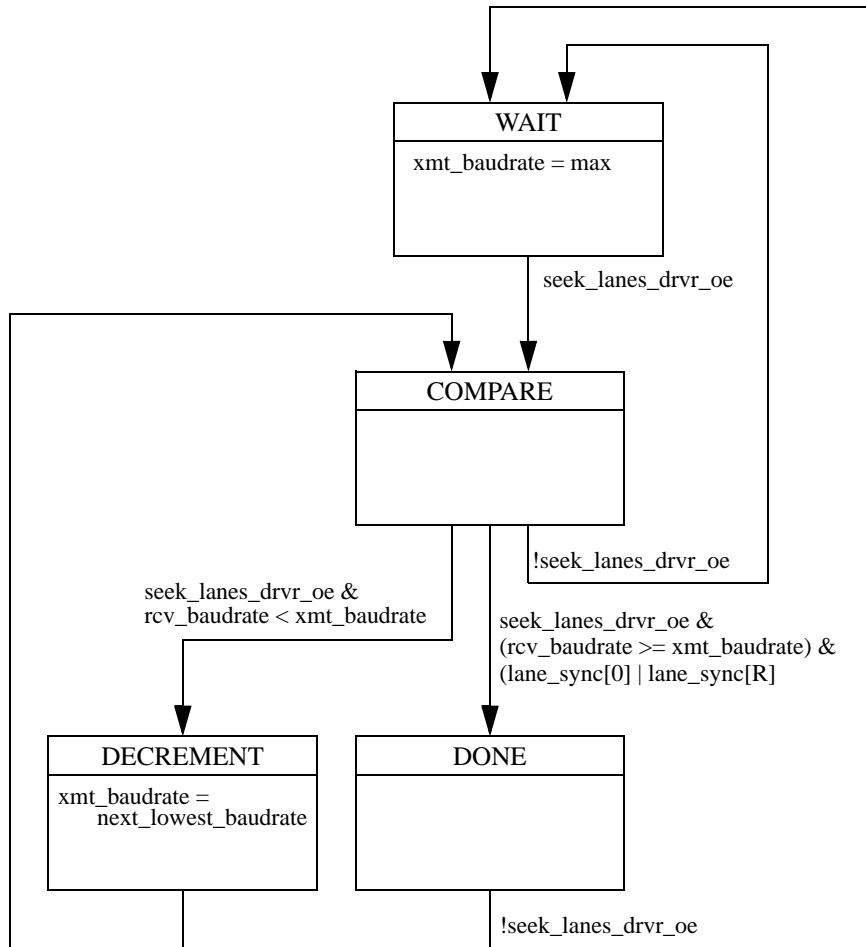 WAIT
xmt_baudrate = max
seek_lanes_drvr_oe
COMPARE
!seek_lanes_drvr_oe
seek_lanes_drvr_oe &
rcv_baudrate < xmt_baudrate
seek_lanes_drvr_oe &
(rcv_baudrate >= xmt_baudrate) &
(lane_sync[0] | lane_sync[R]
DECREMENT
xmt_baudrate =
next_lowest_baudrate
DONE
!seek_lanes_drvr_oe